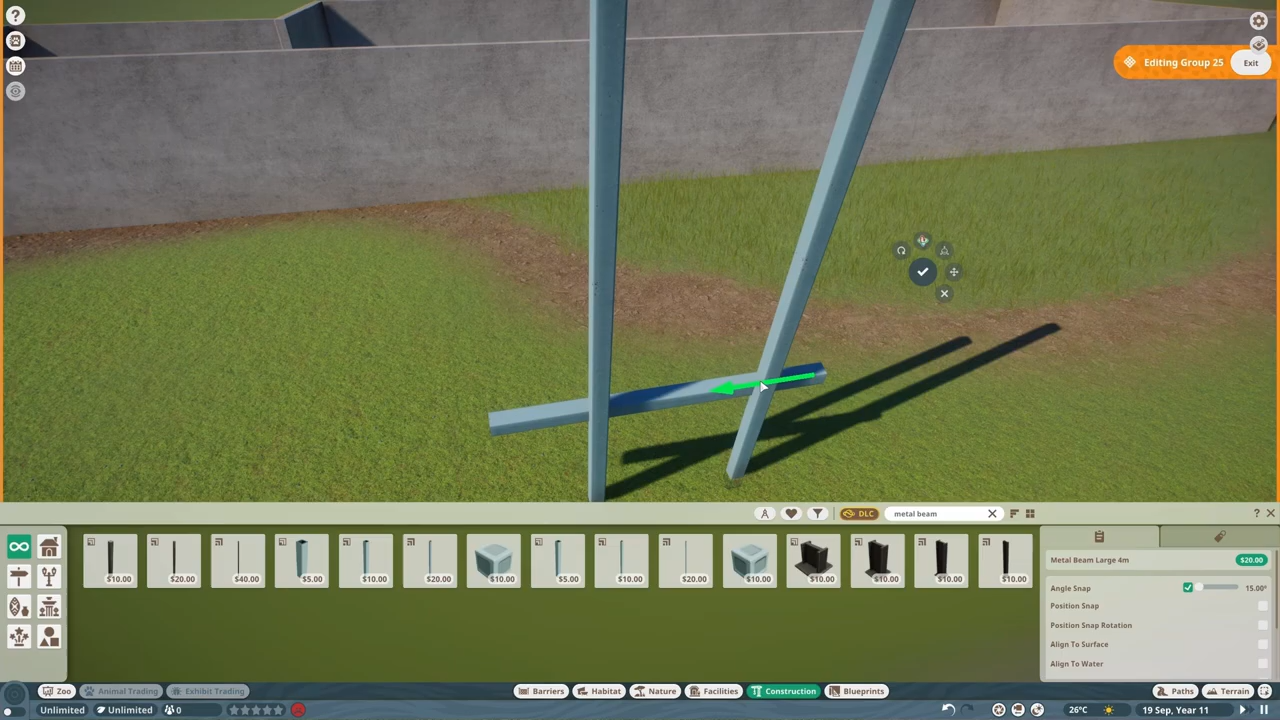 ?
Editing Group 25
Exit
DLC
metal beam
?
$10.00
$20.00
$40.00
$5.00
$10.00
$20.00
$10.00
$5.00
$10.00
$20.00
$10.00
$10.00
$10.00
$10.00
$10.00
Metal Beam Large 4m
$20.00
Angle Snap
15.00°
Position Snap
Position Snap Rotation
Align To Surface
Align To Water
Zoo
Animal Trading
Exhibit Trading
Barriers
Habitat
Nature
Facilities
Construction
Blueprints
Paths
Terrain
Unlimited
Unlimited
0
26°C
19 Sep, Year 11